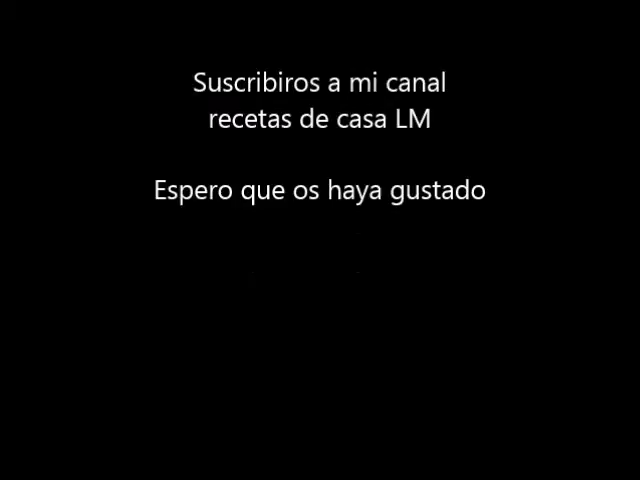 Suscribiros a mi canal
recetas de casa LM
Espero que os haya gustado